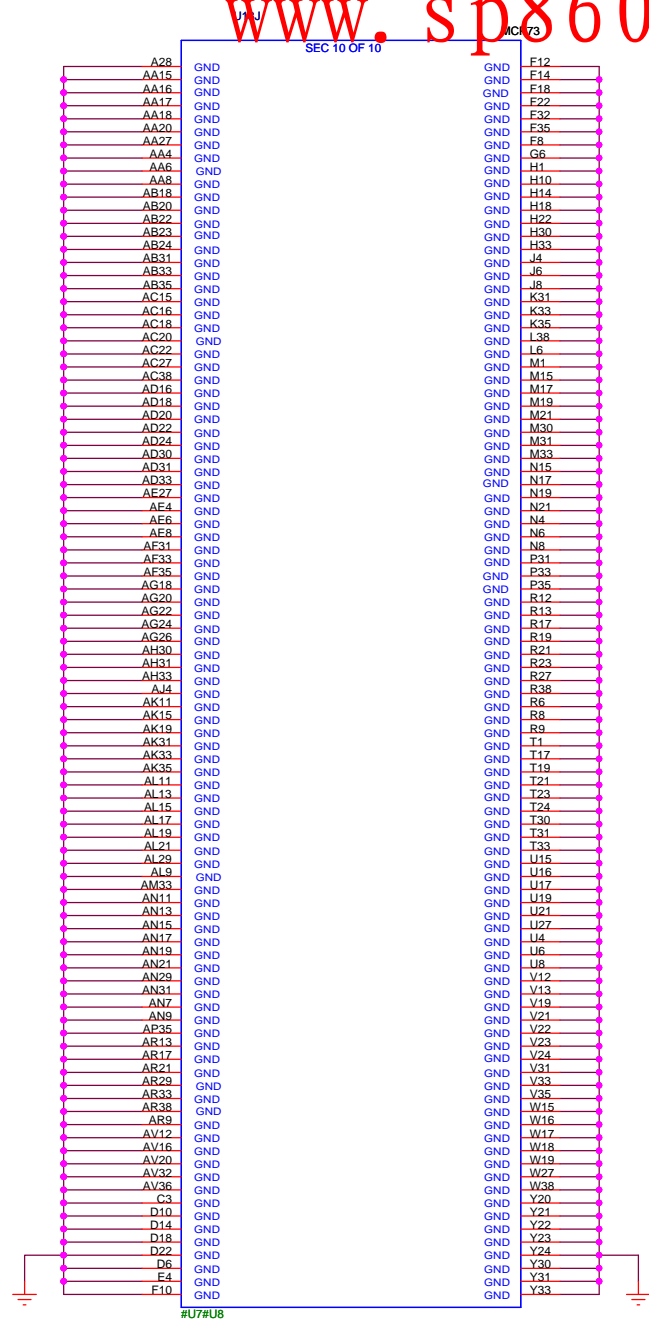 www.sp860
SEC 10 OF 10
A28 GND GND F12
AA15 GND GND F14
AA16 GND GND F18
AA17 GND GND F22
AA18 GND GND F32
AA20 GND GND F35
AA27 GND GND F8
AA4 GND GND G6
AA6 GND GND H1
AA8 GND GND H10
AB18 GND GND H14
AB20 GND GND H18
AB22 GND GND H22
AB23 GND GND H30
AB24 GND GND H33
AB31 GND GND J4
AB33 GND GND J6
AB35 GND GND J8
AC15 GND GND K31
AC16 GND GND K33
AC18 GND GND K35
AC20 GND GND L38
AC22 GND GND L6
AC27 GND GND M1
AC38 GND GND M15
AD16 GND GND M17
AD18 GND GND M19
AD20 GND GND M21
AD22 GND GND M30
AD24 GND GND M31
AD30 GND GND M33
AD31 GND GND N15
AD33 GND GND N17
AE27 GND GND N19
AE4 GND GND N21
AE6 GND GND N4
AE8 GND GND N6
AF31 GND GND N8
AF33 GND GND P31
AF35 GND GND P33
AG18 GND GND P35
AG20 GND GND R12
AG22 GND GND R13
AG24 GND GND R17
AG26 GND GND R19
AH30 GND GND R21
AH31 GND GND R23
AH33 GND GND R27
AJ4 GND GND R38
AK11 GND GND R6
AK15 GND GND R8
AK19 GND GND R9
AK31 GND GND T1
AK33 GND GND T17
AK35 GND GND T19
AL11 GND GND T21
AL13 GND GND T23
AL15 GND GND T24
AL17 GND GND T30
AL19 GND GND T31
AL21 GND GND T33
AL29 GND GND U15
AL9 GND GND U16
AM33 GND GND U17
AN11 GND GND U19
AN13 GND GND U21
AN15 GND GND U27
AN17 GND GND U4
AN19 GND GND U6
AN21 GND GND U8
AN29 GND GND V12
AN31 GND GND V13
AN7 GND GND V19
AN9 GND GND V21
AP35 GND GND V22
AR13 GND GND V23
AR17 GND GND V24
AR21 GND GND V31
AR29 GND GND V33
AR33 GND GND V35
AR38 GND GND W15
AR9 GND GND W16
AV12 GND GND W17
AV16 GND GND W18
AV20 GND GND W19
AV32 GND GND W27
AV36 GND GND W38
C3 GND GND Y20
D10 GND GND Y21
D14 GND GND Y22
D18 GND GND Y23
D22 GND GND Y24
D6 GND GND Y30
E4 GND GND Y31
F10 GND GND Y33
#U7#U8